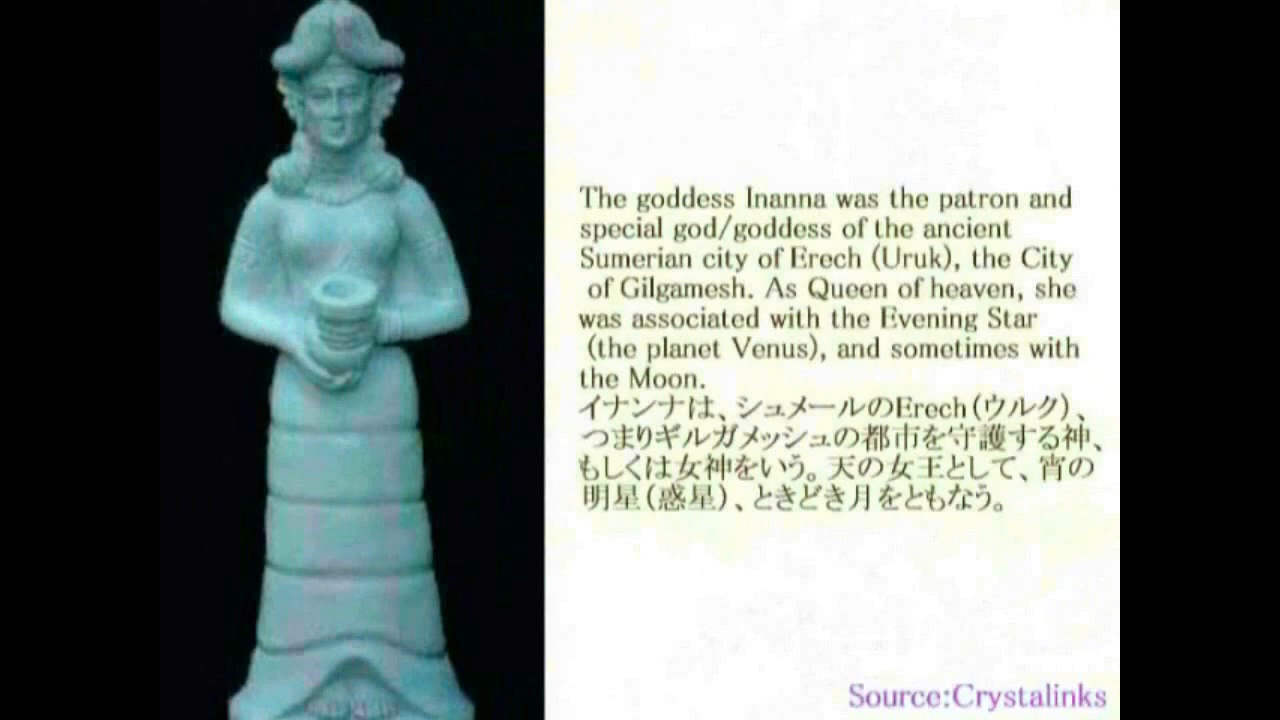 The goddess Inanna was the patron and
special god/goddess of the ancient
Sumerian city of Erech (Uruk), the City
of Gilgamesh. As Queen of heaven, she
was associated with the Evening Star
(the planet Venus), and sometimes with
the Moon.
イナンナは、シュメールのErech(ウルク)、
つまりギルガメッシュの都市を守護する神、
もしくは女神をいう。天の女王として、宵の
明星(惑星)、ときどき月をともなう。
Source:Crystalinks